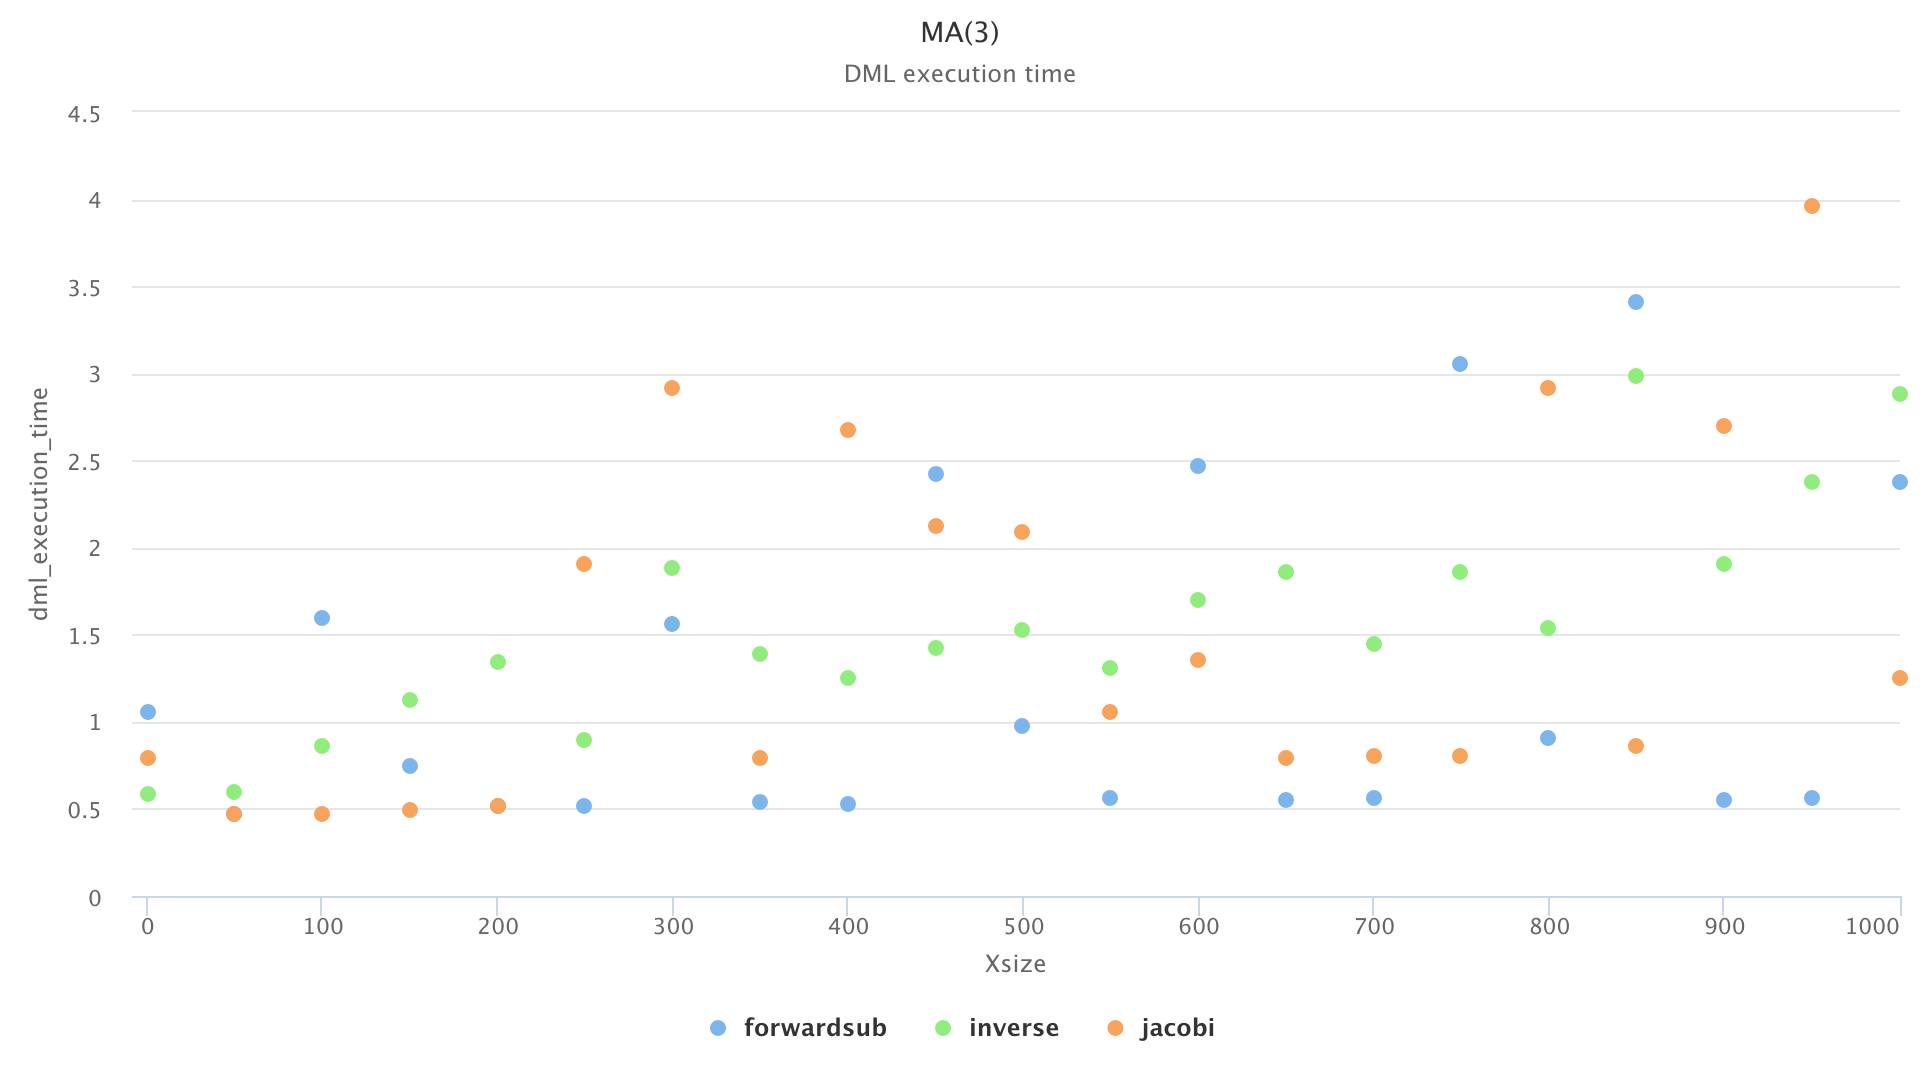 MA(3)
DML execution time
4.5
4
3.5
3
2.5
2
1.5
1
0.5
0
dml_execution_time
0 100 200 300 400 500 600 700 800 900 1000
Xsize
forwardsub inverse jacobi